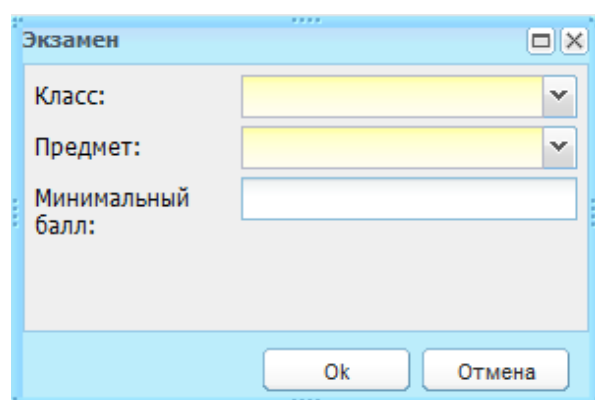 Экзамен
Класс:
Предмет:
Минимальный
балл:
Ok Отмена